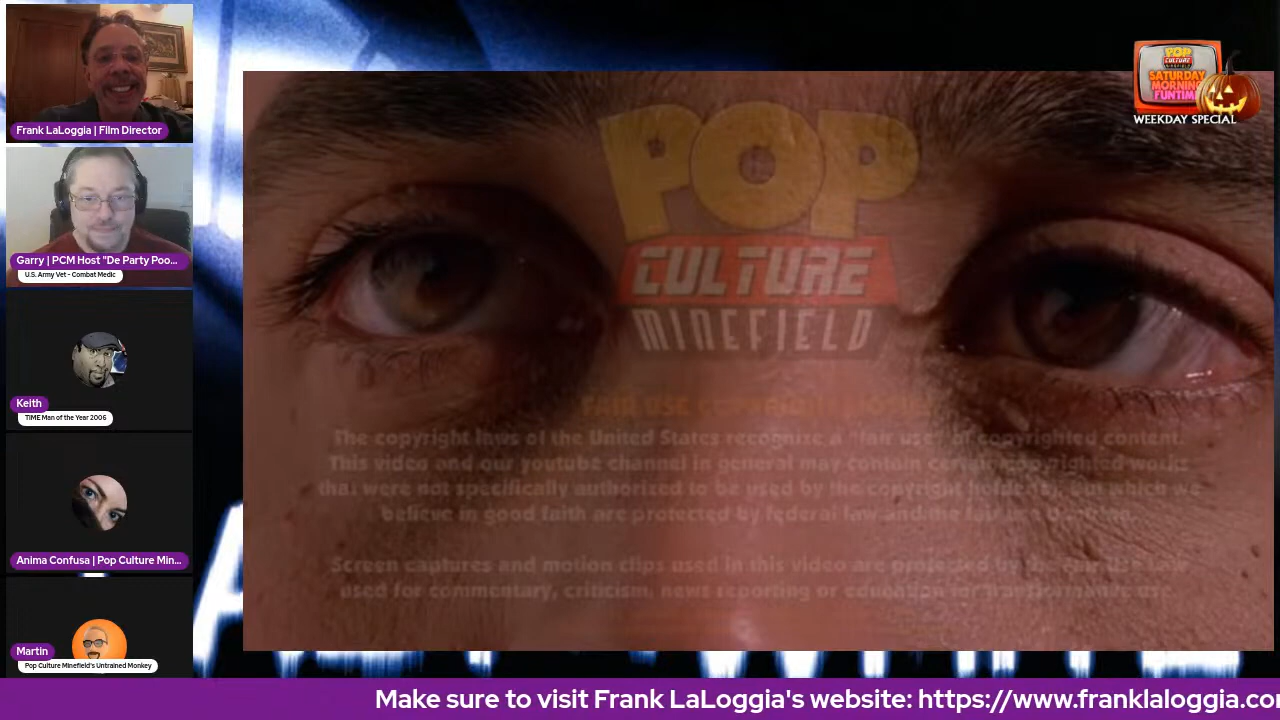 Frank LaLoggia | Film Director
Garry | PCM Host "De Party Poo...
U.S. Army Vet - Combat Medic
Keith
TIME Man of the Year 2006
Anima Confusa | Pop Culture Min...
Martin
Pop Culture Minefield's Untrained Monkey
POP
CULTURE
MINEFIELD
SATURDAY
MORNING
FUNTIME
WEEKDAY SPECIAL
POP
CULTURE
MINEFIELD
FAIR USE
The copyright laws of the United States recognize a "fair use" of copyrighted content.
This video and our youtube channel in general may contain certain copyrighted works
that were not specifically authorized to be used by the copyright holder(s), but which we
believe in good faith are protected by federal law and the fair use
Screen captures and motion clips used in this video are protected by the Fair Use Law
used for commentary, criticism, news reporting or education for transformative use.
Make sure to visit Frank LaLoggia's website: https://www.franklaloggia.co